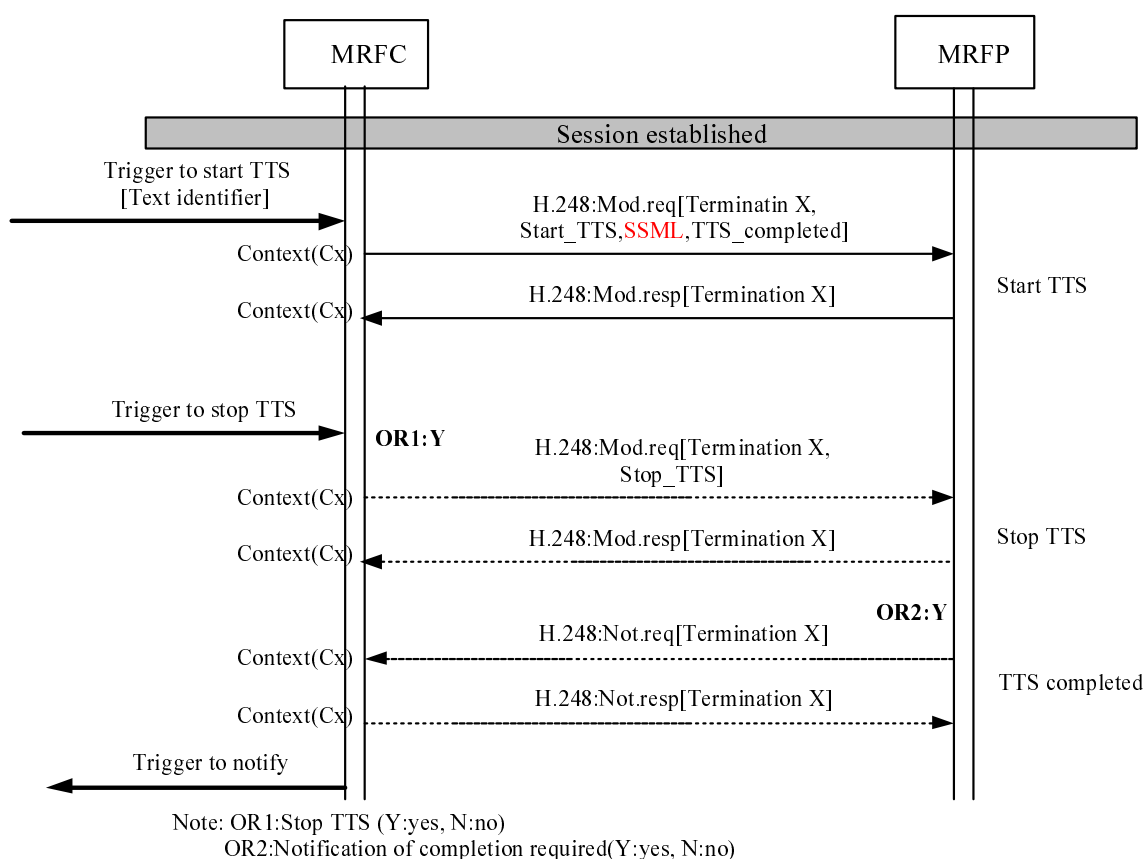 MRFC
MRFP
Session established
Trigger to start TTS
[Text identifier]
H.248:Mod.req[Terminatin X,
Start_TTS,SSML,TTS_completed]
Context(Cx)
Start TTS
H.248:Mod.resp[Termination X]
Context(Cx)
Trigger to stop TTS
OR1:Y
H.248:Mod.req[Termination X,
Stop_TTS]
Context(Cx)
Stop TTS
H.248:Mod.resp[Termination X]
Context(Cx)
OR2:Y
H.248:Not.req[Termination X]
Context(Cx)
TTS completed
H.248:Not.resp[Termination X]
Context(Cx)
Trigger to notify
Note: OR1:Stop TTS (Y:yes, N:no)
OR2:Notification of completion required(Y:yes, N:no)